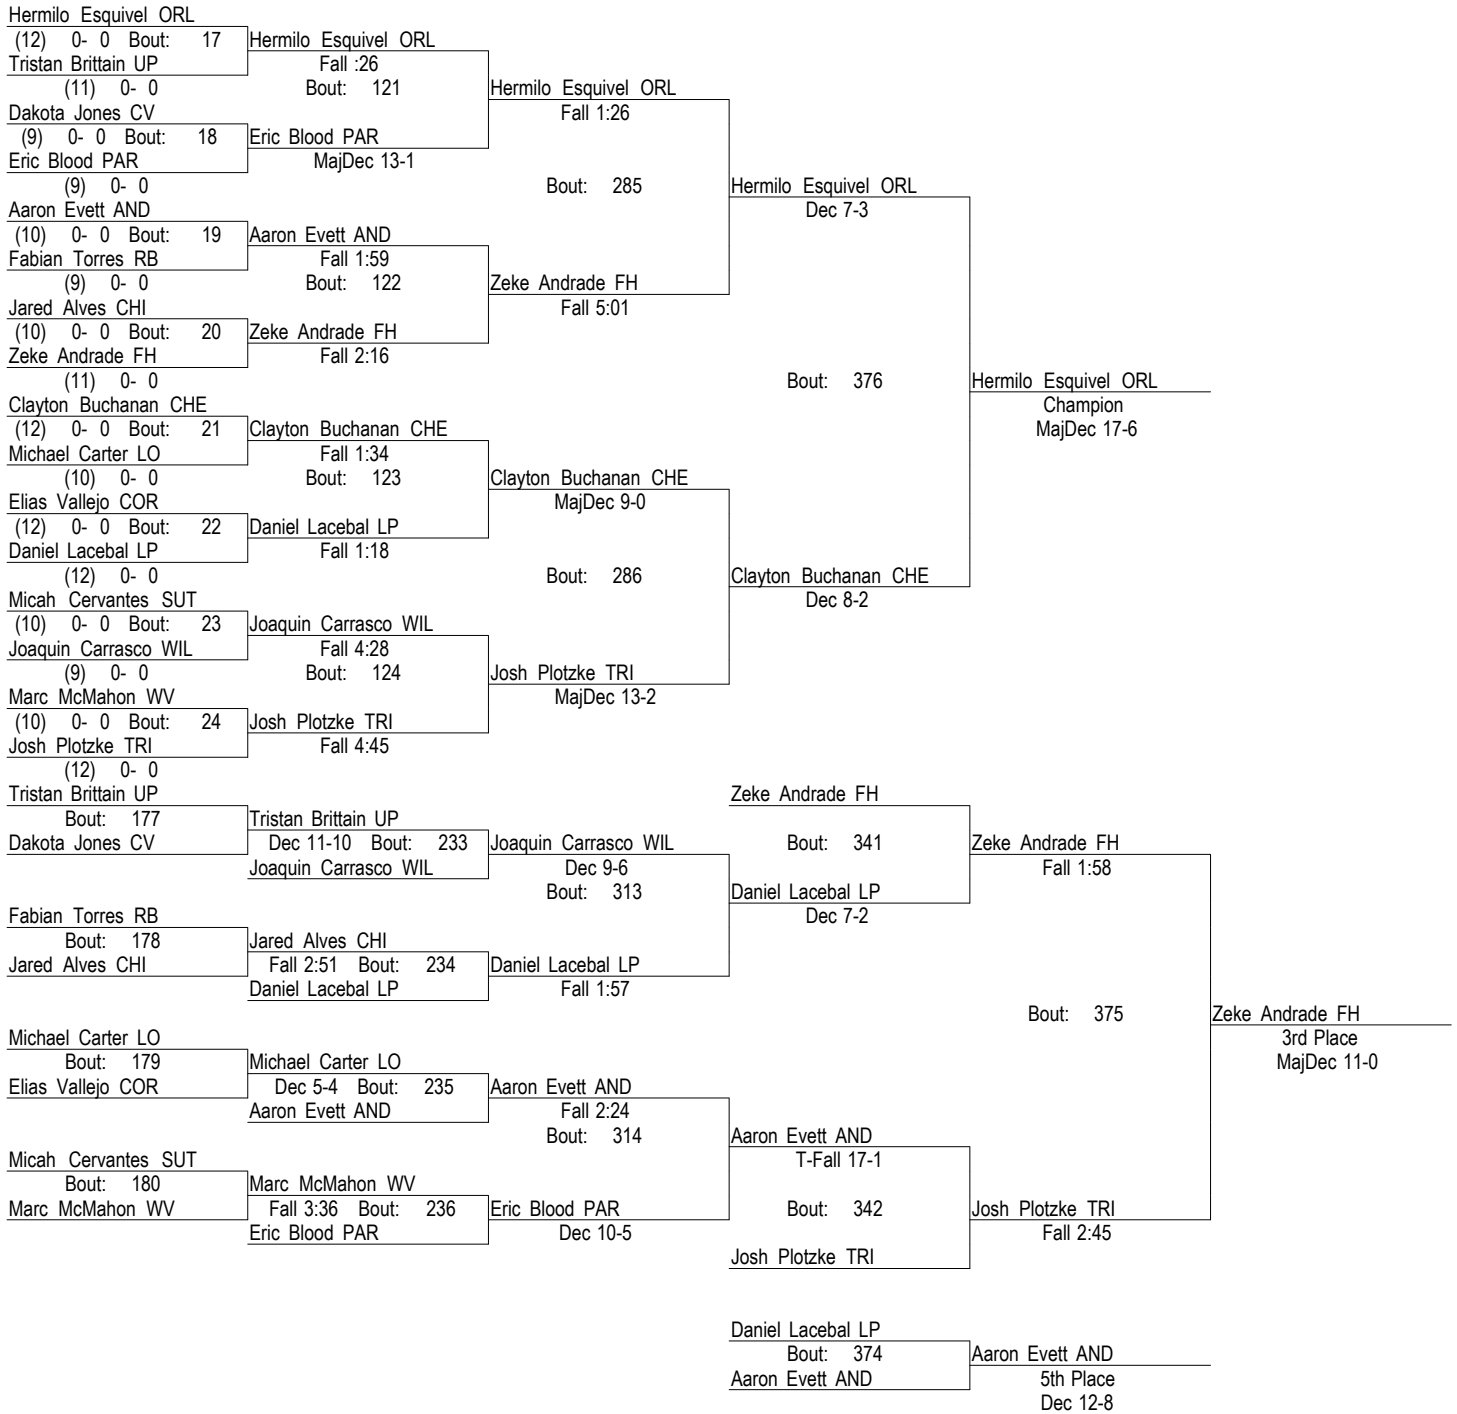 Hermilo Esquivel ORL
(12) 0- 0 Bout: 17 Hermilo Esquivel ORL
Tristan Brittain UP Fall :26
(11) 0- 0 Bout: 121 Hermilo Esquivel ORL
Dakota Jones CV Fall 1:26
(9) 0- 0 Bout: 18 Eric Blood PAR
Eric Blood PAR MajDec 13-1
(9) 0- 0 Bout: 285 Hermilo Esquivel ORL
Aaron Evett AND Dec 7-3
(10) 0- 0 Bout: 19 Aaron Evett AND
Fabian Torres RB Fall 1:59
(9) 0- 0 Bout: 122 Zeke Andrade FH
Jared Alves CHI Fall 5:01
(10) 0- 0 Bout: 20 Zeke Andrade FH
Zeke Andrade FH Fall 2:16
(11) 0- 0 Bout: 376 Hermilo Esquivel ORL
Clayton Buchanan CHE Champion
(12) 0- 0 Bout: 21 Clayton Buchanan CHE MajDec 17-6
Michael Carter LO Fall 1:34
(10) 0- 0 Bout: 123 Clayton Buchanan CHE
Elias Vallejo COR MajDec 9-0
(12) 0- 0 Bout: 22 Daniel Lacebal LP
Daniel Lacebal LP Fall 1:18
(12) 0- 0 Bout: 286 Clayton Buchanan CHE
Micah Cervantes SUT Dec 8-2
(10) 0- 0 Bout: 23 Joaquin Carrasco WIL
Joaquin Carrasco WIL Fall 4:28
(9) 0- 0 Bout: 124 Josh Plotzke TRI
Marc McMahon WV MajDec 13-2
(10) 0- 0 Bout: 24 Josh Plotzke TRI
Josh Plotzke TRI Fall 4:45
(12) 0- 0
Tristan Brittain UP Zeke Andrade FH
Bout: 177 Tristan Brittain UP
Dakota Jones CV Dec 11-10 Bout: 233 Joaquin Carrasco WIL Bout: 341 Zeke Andrade FH
Joaquin Carrasco WIL Dec 9-6 Fall 1:58
Bout: 313 Daniel Lacebal LP
Fabian Torres RB Dec 7-2
Bout: 178 Jared Alves CHI
Jared Alves CHI Fall 2:51 Bout: 234 Daniel Lacebal LP
Daniel Lacebal LP Fall 1:57
Bout: 375 Zeke Andrade FH
Michael Carter LO 3rd Place
Bout: 179 Michael Carter LO MajDec 11-0
Elias Vallejo COR Dec 5-4 Bout: 235 Aaron Evett AND
Aaron Evett AND Fall 2:24
Bout: 314 Aaron Evett AND
Micah Cervantes SUT T-Fall 17-1
Bout: 180 Marc McMahon WV
Marc McMahon WV Fall 3:36 Bout: 236 Eric Blood PAR Bout: 342 Josh Plotzke TRI
Eric Blood PAR Dec 10-5 Fall 2:45
Josh Plotzke TRI
Daniel Lacebal LP
Bout: 374 Aaron Evett AND
Aaron Evett AND 5th Place
Dec 12-8